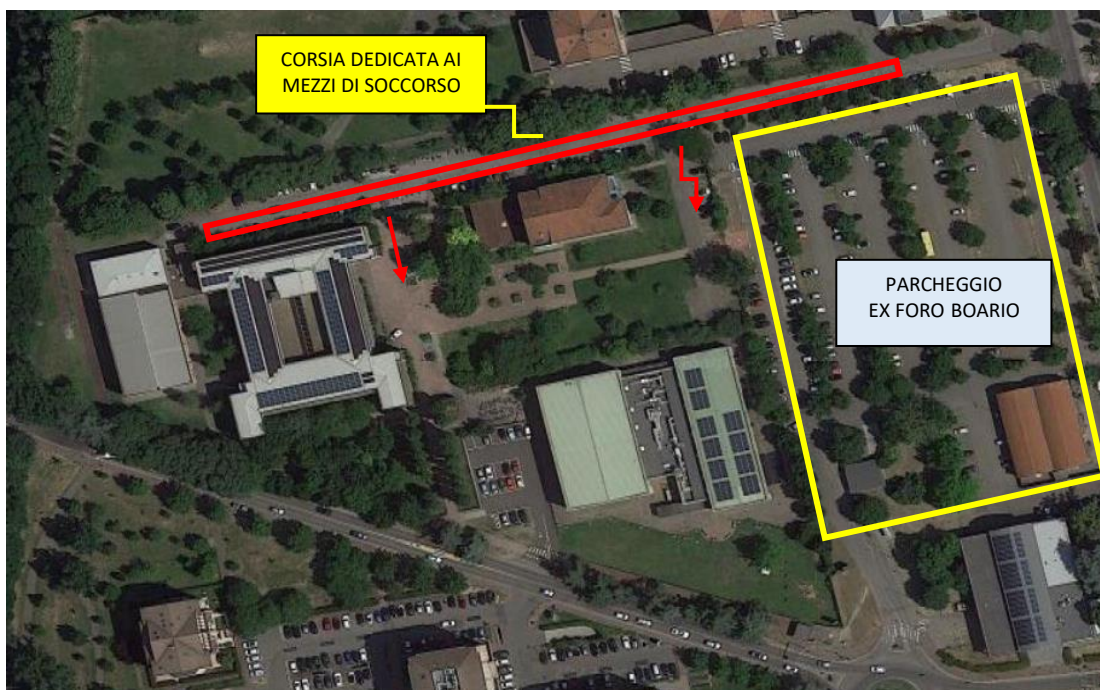 CORSIA DEDICATA AI
MEZZI DI SOCCORSO
PARCHEGGIO
EX FORO BOARIO